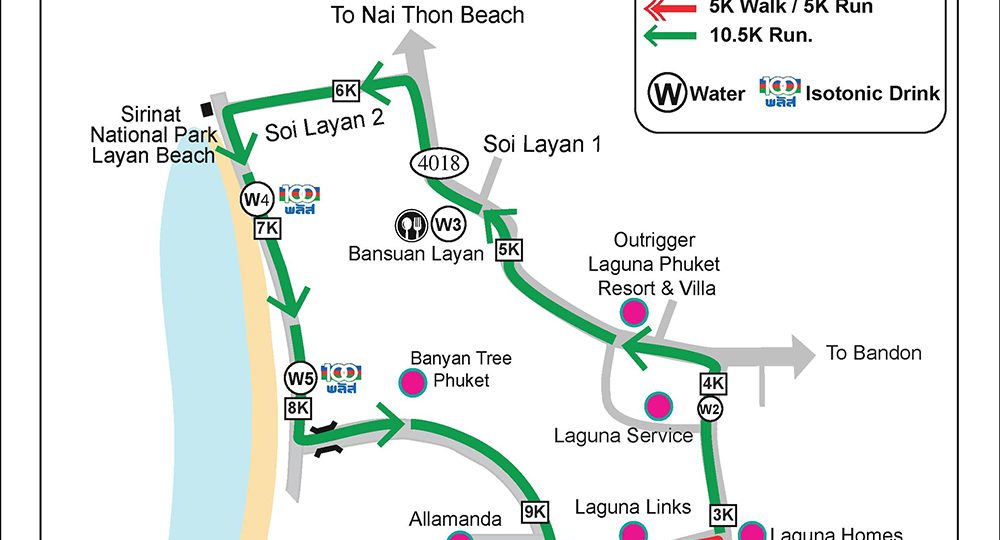 To Nai Thon Beach
5K Walk / 5K Run
10.5K Run.
W Water
1001
พลัส
Isotonic Drink
6K
Sirinat
National Park
Layan Beach
Soi Layan 2
4018
Soi Layan 1
W4
1001
พลัส
7K
W3
Bansuan Layan
5K
Outrigger
Laguna Phuket
Resort & Villa
To Bandon
W5
1001
พลัส
8K
Banyan Tree
Phuket
4K
W2
Laguna Service
9K
Allamanda
Laguna Links
3K
Laguna Homes